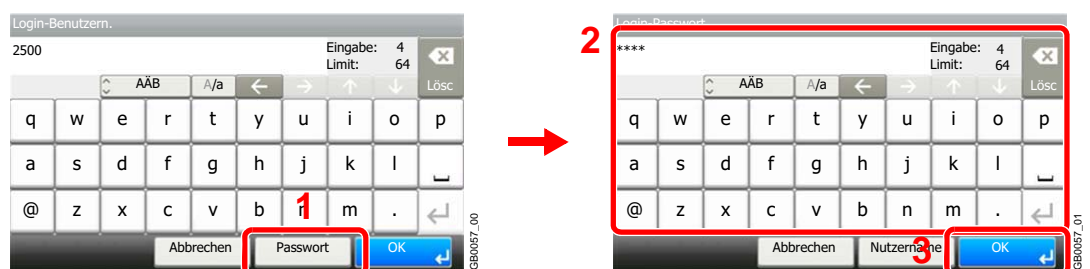 Login-Benutzern.
2500
Eingabe: 4
Limit: 64
AÄB A/a Lösc
q w e r t y u i o p
a s d f g h j k l
@ z x c v b n m .
1
Abbrechen Passwort OK
GB0057_00
Login-Passwort
2
****
Eingabe: 4
Limit: 64
AÄB A/a Lösc
q w e r t y u i o p
a s d f g h j k l
@ z x c v b n m .
Abbrechen Nutzername OK
3
GB0057_01